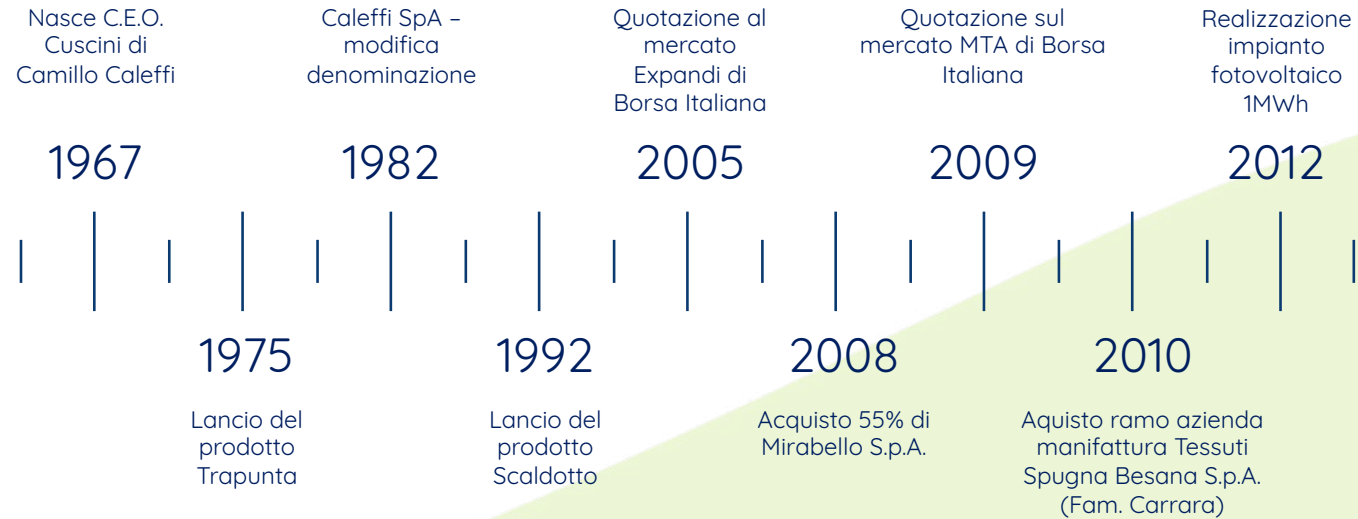 Nasce C.E.O.
Cuscini di
Camillo Caleffi
1967
Caleffi SpA –
modifica
denominazione
1982
Quotazione al
mercato
Expandi di
Borsa Italiana
2005
Quotazione sul
mercato MTA di Borsa
Italiana
2009
Realizzazione
impianto
fotovoltaico
1MWh
2012
1975
Lancio del
prodotto
Trapunta
1992
Lancio del
prodotto
Scaldotto
2008
Acquisto 55% di
Mirabello S.p.A.
2010
Aquisto ramo azienda
manifattura Tessuti
Spugna Besana S.p.A.
(Fam. Carrara)